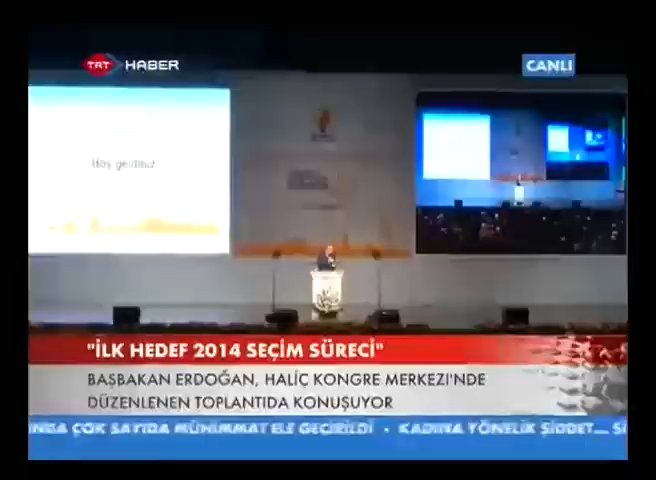 TRT HABER
CANLI
Hoş geldiniz
"İLK HEDEF 2014 SEÇİM SÜRECİ"
BAŞBAKAN ERDOĞAN, HALİÇ KONGRE MERKEZİ'NDE
DÜZENLENEN TOPLANTIDA KONUŞUYOR
NDA ÇOK SAYIDA MÜHİMMAT ELE GEÇİRİLDİ • KADINA YÖNELİK ŞİDDET...